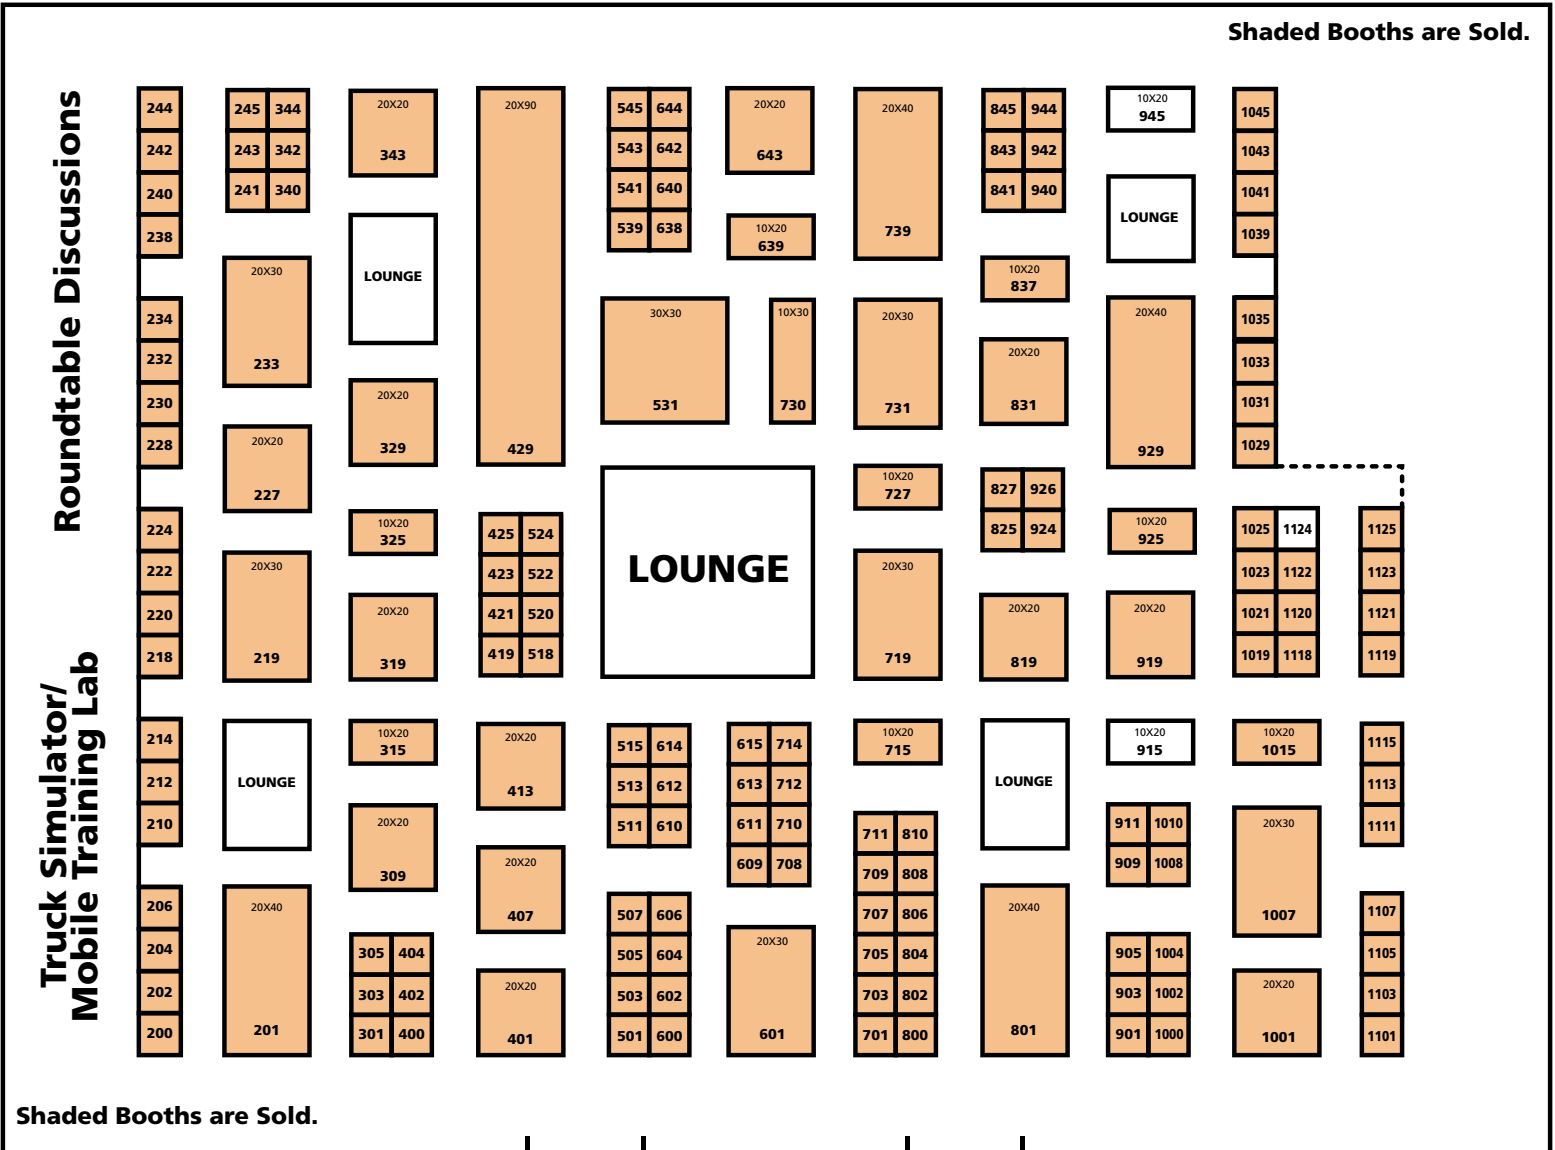 Shaded Booths are Sold.
Roundtable Discussions
Truck Simulator/
Mobile Training Lab
244
242
240
238
234
232
230
228
224
222
220
218
214
212
210
206
204
202
200
245 344
243 342
241 340
20X30
233
20X20
227
20X30
219
LOUNGE
20X40
201
20X20
343
LOUNGE
20X20
329
10X20
325
20X20
319
10X20
315
20X20
309
305 404
303 402
301 400
20X90
429
425 524
423 522
421 520
419 518
20X20
413
20X20
407
20X20
401
545 644
543 642
541 640
539 638
30X30
531
LOUNGE
515 614
513 612
511 610
507 606
505 604
503 602
501 600
20X20
643
10X20
639
10X30
730
615 714
613 712
611 710
609 708
20X30
601
20X40
739
20X30
731
10X20
727
20X30
719
10X20
715
711 810
709 808
707 806
705 804
703 802
701 800
845 944
843 942
841 940
10X20
837
20X20
831
827 926
825 924
20X20
819
LOUNGE
20X40
801
10X20
945
LOUNGE
20X40
929
10X20
925
20X20
919
10X20
915
911 1010
909 1008
905 1004
903 1002
901 1000
1045
1043
1041
1039
1035
1033
1031
1029
1025 1124
1023 1122
1021 1120
1019 1118
10X20
1015
20X30
1007
20X20
1001
1125
1123
1121
1119
1115
1113
1111
1107
1105
1103
1101
Shaded Booths are Sold.